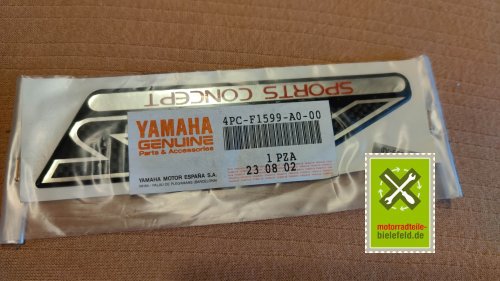 SPORTS CONCEPT
YAMAHA
GENUINE
Parts & Accessories
4PC-F1599-A0-00
1 PZA
23 08 02
YAMAHA MOTOR ESPAÑA S.A.
motorradteile-
bielefeld.de